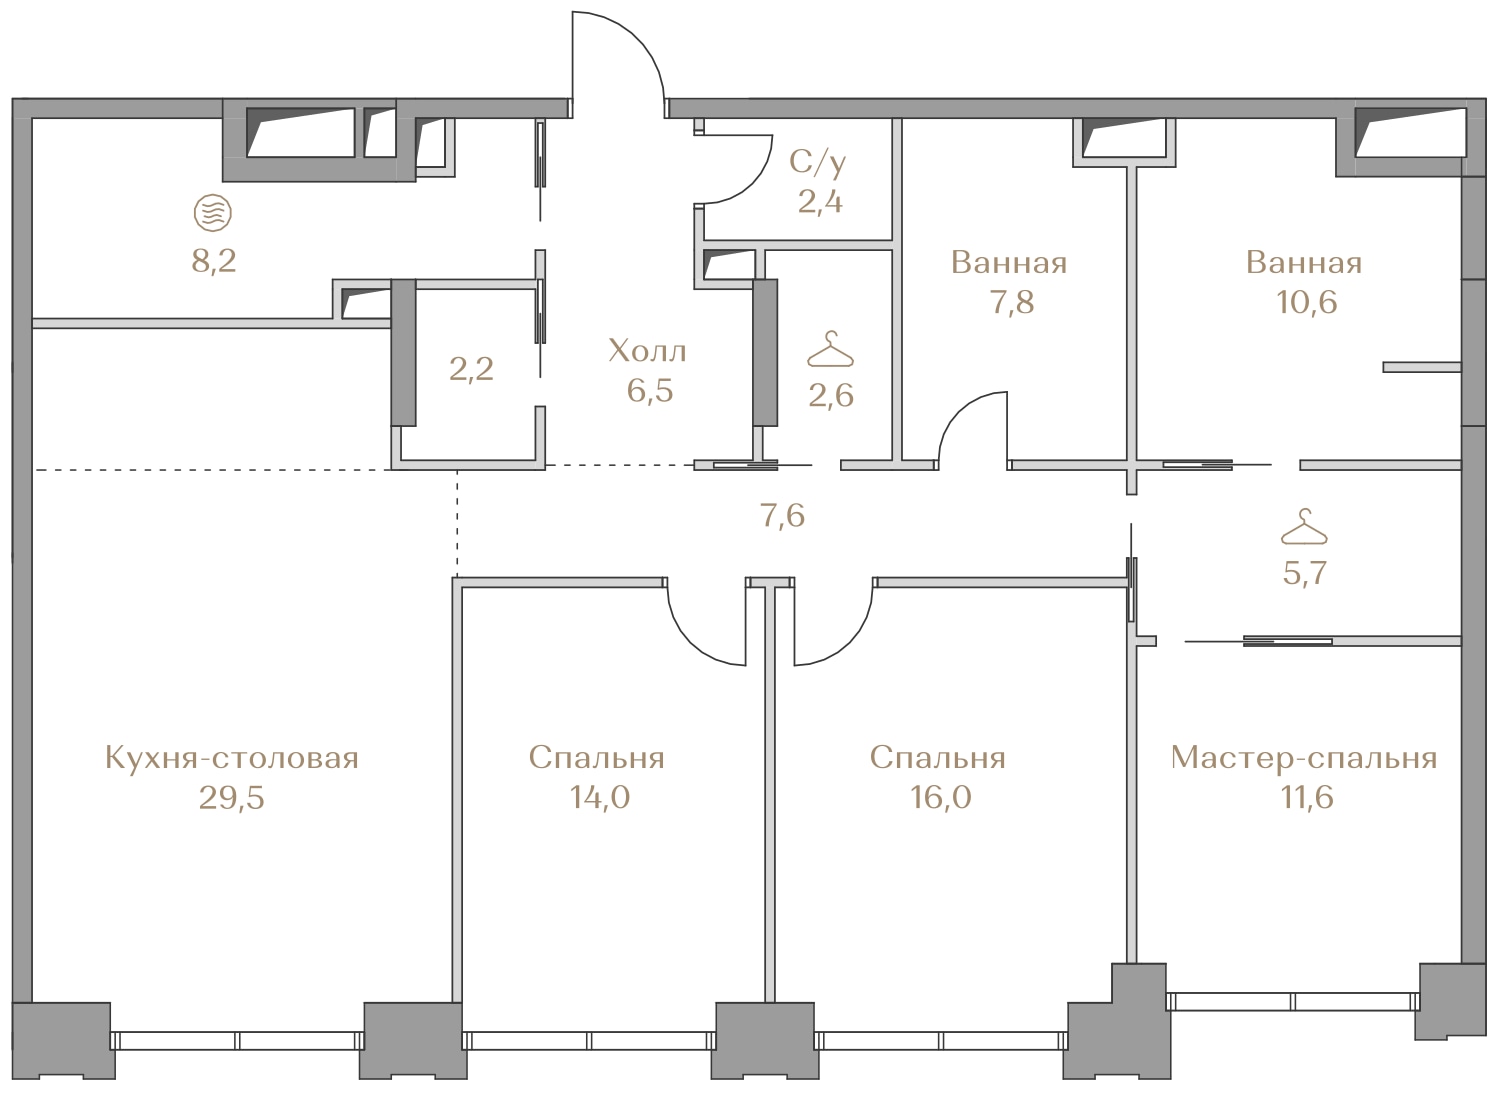 С/у
2,4
8,2
Ванная
7,8
Ванная
10,6
Холл
6,5
2,2
2,6
7,6
5,7
Кухня-столовая
29,5
Спальня
14,0
Спальня
16,0
Мастер-спальня
11,6